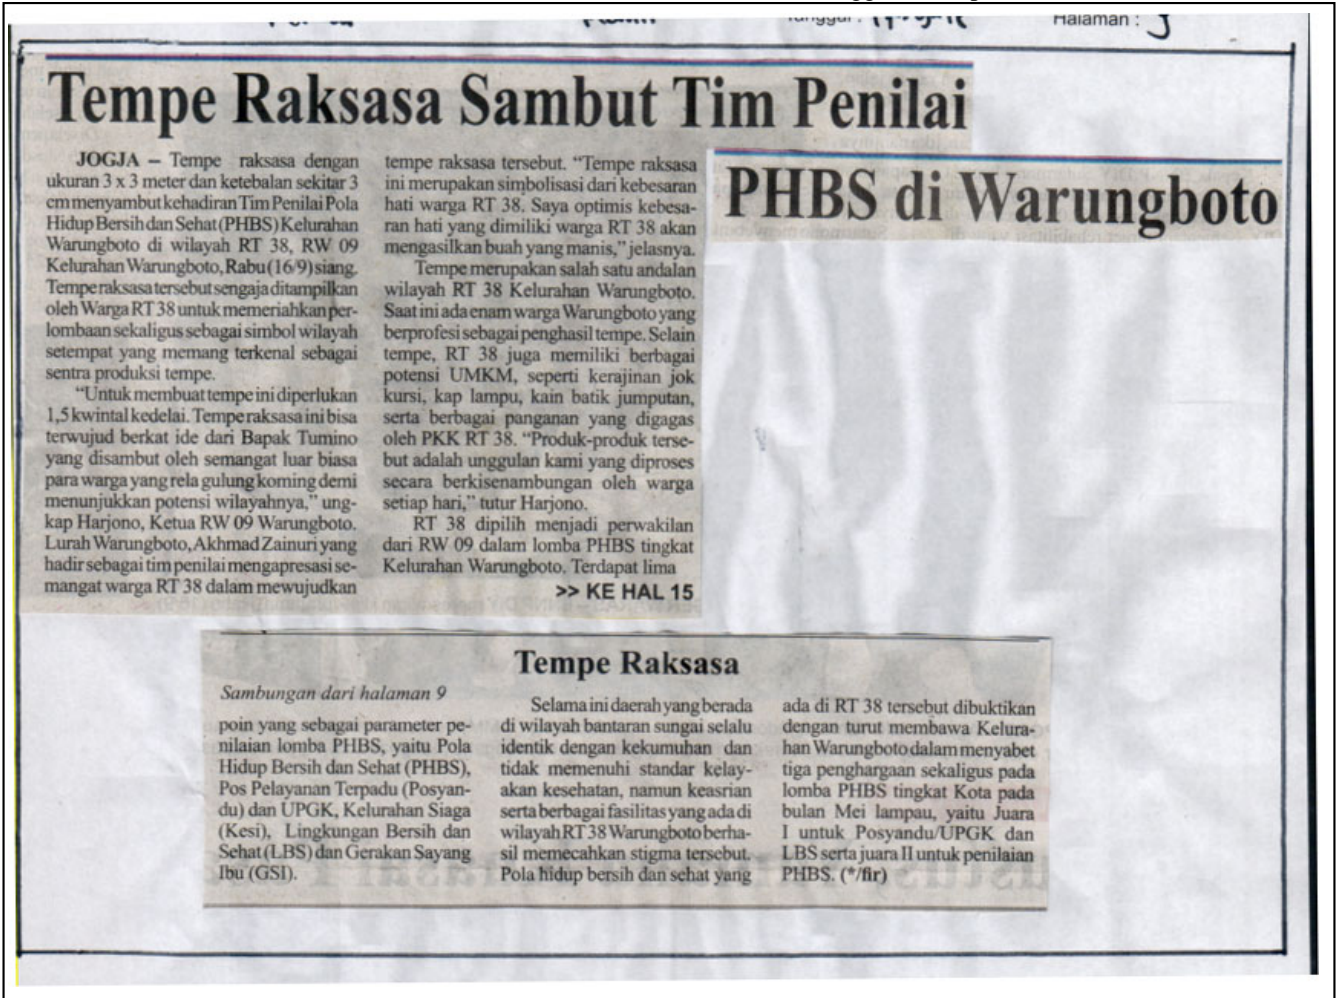 Halaman :
Tempe Raksasa Sambut Tim Penilai
PHBS di Warungboto
JOGJA – Tempe raksasa dengan
ukuran 3 x 3 meter dan ketebalan sekitar 3
cm menyambut kehadiran Tim Penilai Pola
Hidup Bersih dan Sehat (PHBS) Kelurahan
Warungboto di wilayah RT 38, RW 09
Kelurahan Warungboto, Rabu (16/9) siang.
Tempe raksasa tersebut sengaja ditampilkan
oleh Warga RT 38 untuk memeriahkan per-
lombaan sekaligus sebagai simbol wilayah
setempat yang memang terkenal sebagai
sentra produksi tempe.
“Untuk membuat tempe ini diperlukan
1,5 kwintal kedelai. Tempe raksasa ini bisa
terwujud berkat ide dari Bapak Tumino
yang disambut oleh semangat luar biasa
para warga yang rela gulung koming demi
menunjukkan potensi wilayahnya,” ung-
kap Harjono, Ketua RW 09 Warungboto.
Lurah Warungboto, Akhmad Zainuri yang
hadir sebagai tim penilai mengapresasi se-
mangat warga RT 38 dalam mewujudkan
tempe raksasa tersebut. “Tempe raksasa
ini merupakan simbolisasi dari kebesaran
hati warga RT 38. Saya optimis kebesa-
ran hati yang dimiliki warga RT 38 akan
mengasilkan buah yang manis,” jelasnya.
Tempe merupakan salah satu andalan
wilayah RT 38 Kelurahan Warungboto.
Saat ini ada enam warga Warungboto yang
berprofesi sebagai penghasil tempe. Selain
tempe, RT 38 juga memiliki berbagai
potensi UMKM, seperti kerajinan jok
kursi, kap lampu, kain batik jumputan,
serta berbagai panganan yang digagas
oleh PKK RT 38. “Produk-produk terse-
but adalah unggulan kami yang diproses
secara berkisenambungan oleh warga
setiap hari,” tutur Harjono.
RT 38 dipilih menjadi perwakilan
dari RW 09 dalam lomba PHBS tingkat
Kelurahan Warungboto. Terdapat lima
>> KE HAL 15
Tempe Raksasa
Sambungan dari halaman 9
poin yang sebagai parameter pe-
nilaian lomba PHBS, yaitu Pola
Hidup Bersih dan Sehat (PHBS),
Pos Pelayanan Terpadu (Posyan-
du) dan UPGK, Kelurahan Siaga
(Kesi), Lingkungan Bersih dan
Sehat (LBS) dan Gerakan Sayang
Ibu (GSI).
Selama ini daerah yang berada
di wilayah bantaran sungai selalu
identik dengan kekumuhan dan
tidak memenuhi standar kelay-
akan kesehatan, namun keasrian
serta berbagai fasilitas yang ada di
wilayah RT 38 Warungboto berha-
sil memecahkan stigma tersebut.
Pola hidup bersih dan sehat yang
ada di RT 38 tersebut dibuktikan
dengan turut membawa Kelura-
han Warungboto dalam menyabet
tiga penghargaan sekaligus pada
lomba PHBS tingkat Kota pada
bulan Mei lampau, yaitu Juara
I untuk Posyandu/UPGK dan
LBS serta juara II untuk penilaian
PHBS. (*/fir)